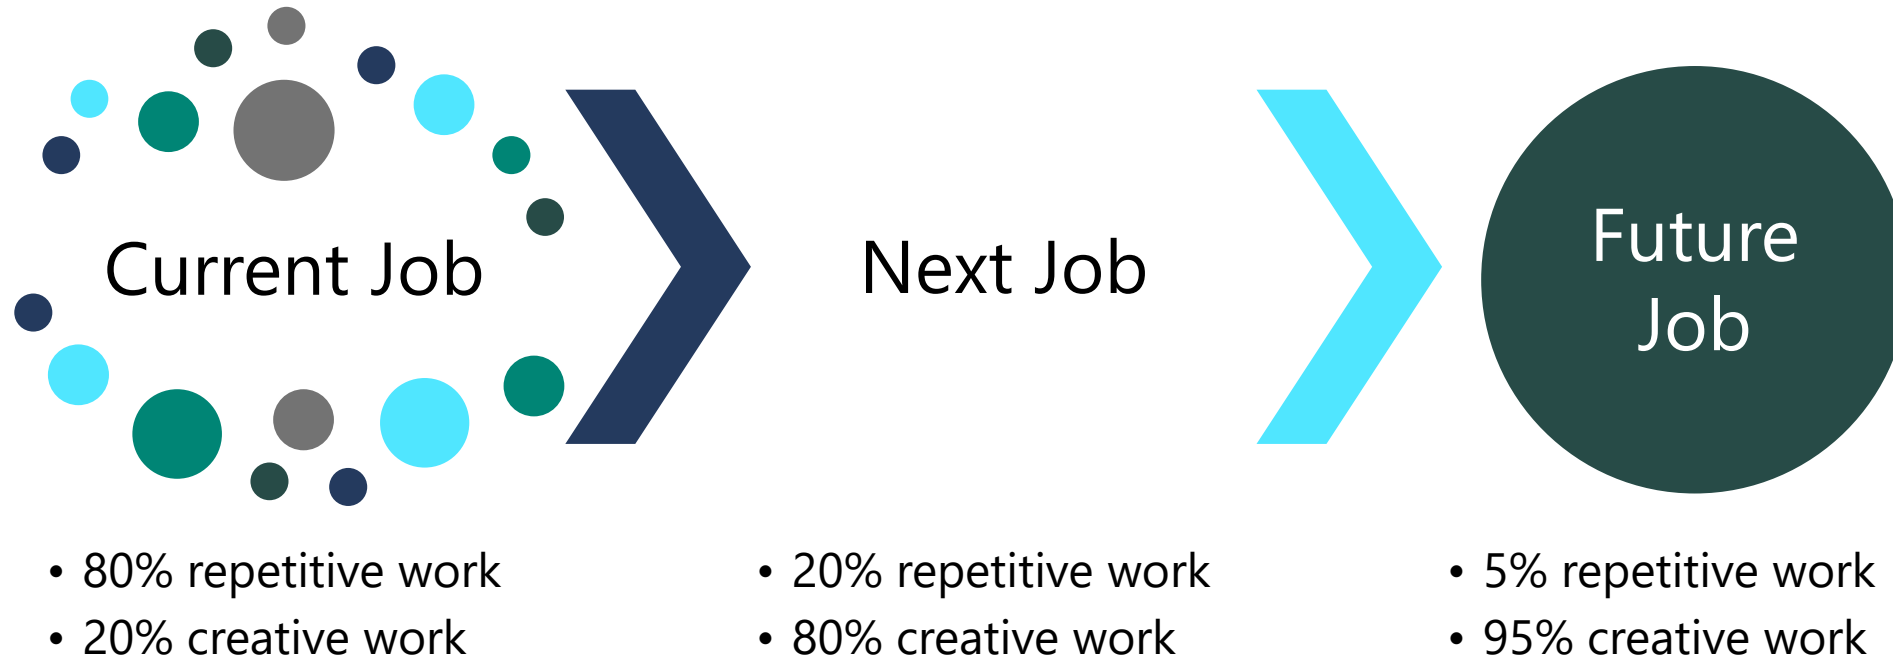 Current Job
Next Job
Future
Job
• 80% repetitive work
• 20% creative work
• 20% repetitive work
• 80% creative work
• 5% repetitive work
• 95% creative work